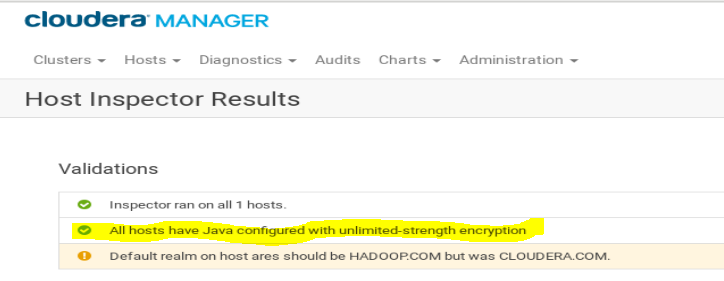 cloudera MANAGER
Clusters Hosts Diagnostics Audits Charts Administration
Host Inspector Results
Validations
Inspector ran on all 1 hosts.
All hosts have Java configured with unlimited-strength encryption
Default realm on host ares should be HADOOP.COM but was CLOUDERA.COM.